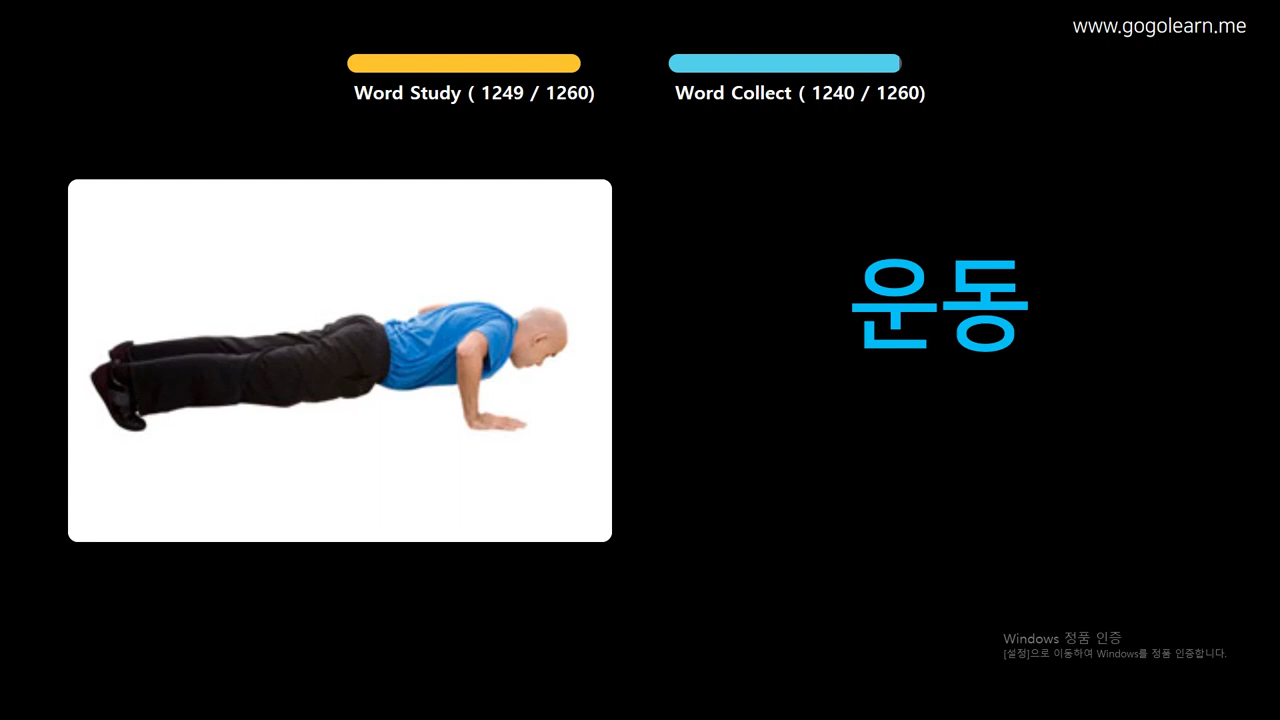 www.gogolearn.me
Word Study ( 1249 / 1260)
Word Collect ( 1240 / 1260)
운동
Windows 정품 인증
[설정]으로 이동하여 Windows를 정품 인증합니다.